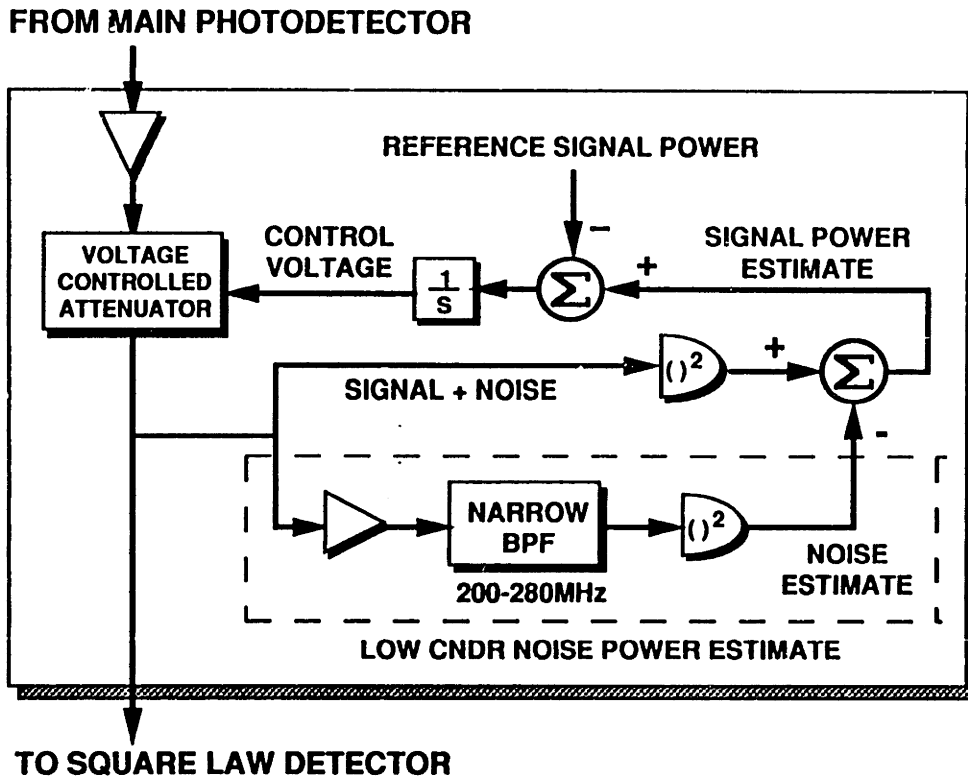 FROM MAIN PHOTODETECTOR
REFERENCE SIGNAL POWER
−
VOLTAGE
CONTROLLED
ATTENUATOR
CONTROL
VOLTAGE
1
S
Σ
+
SIGNAL POWER
ESTIMATE
SIGNAL + NOISE
( )²
+
Σ
-
NARROW
BPF
200-280MHz
( )²
NOISE
ESTIMATE
LOW CNDR NOISE POWER ESTIMATE
TO SQUARE LAW DETECTOR